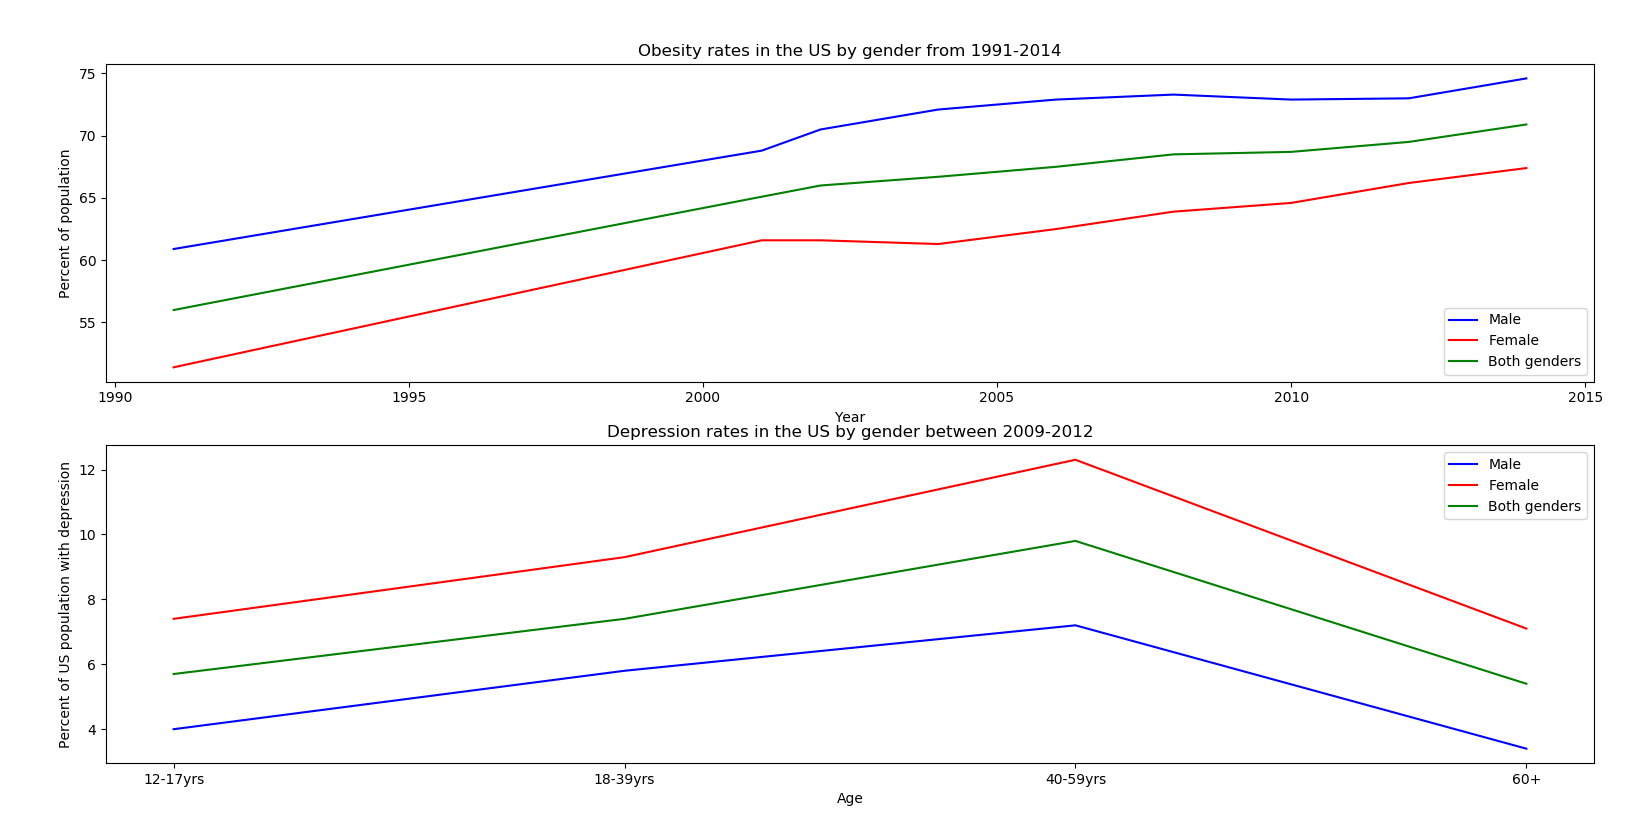 Obesity rates in the US by gender from 1991-2014
Percent of population
75
70
65
60
55
Male
Female
Both genders
1990 1995 2000 2005 2010 2015
Year
Depression rates in the US by gender between 2009-2012
Percent of US population with depression
12
10
8
6
4
Male
Female
Both genders
12-17yrs 18-39yrs 40-59yrs 60+
Age